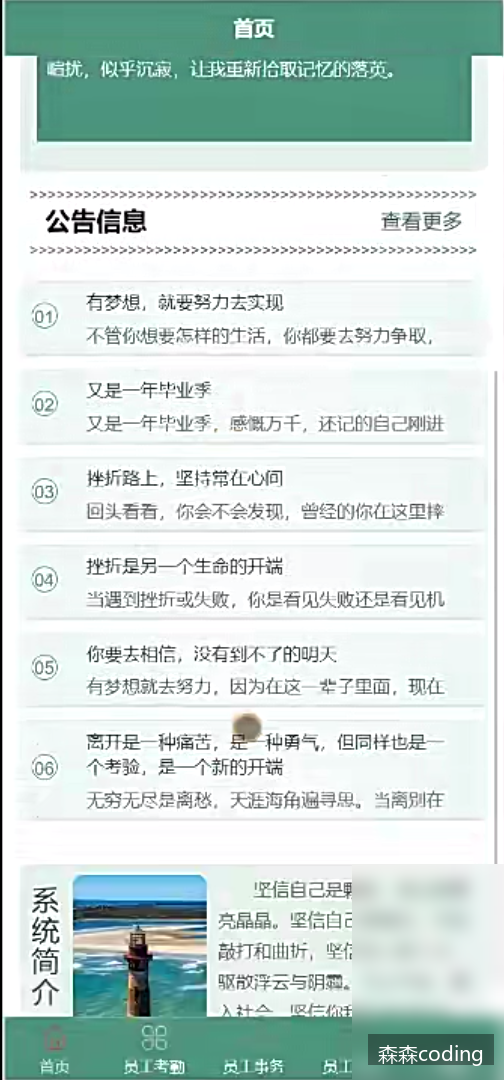 首页
喧扰，似乎沉寂，让我重新拾取记忆的落英。
>>>>>>>>>>>>>>>>>>>>>>>>>>>>>>>>>>>>>>>>>>>>>>>>>>>>>>>>>>>>
公告信息 查看更多
>>>>>>>>>>>>>>>>>>>>>>>>>>>>>>>>>>>>>>>>>>>>>>>>>>>>>>>>>>>>
01 有梦想，就要努力去实现
不管你想要怎样的生活，你都要去努力争取，
02 又是一年毕业季
又是一年毕业季，感慨万千，还记的自己刚进
03 挫折路上，坚持常在心间
回头看看，你会不会发现，曾经的你在这里摔
04 挫折是另一个生命的开端
当遇到挫折或失败，你是看见失败还是看见机
05 你要去相信，没有到不了的明天
有梦想就去努力，因为在这一辈子里面，现在
06 离开是一种痛苦，是一种勇气，但同样也是一
个考验，是一个新的开端
无穷无尽是离愁，天涯海角遍寻思。当离别在
系统简介
坚信自己是
亮晶晶。坚信自己
敲打和曲折，坚信
驱散浮云与阴霾。
入社会，坚信你
首页 员工考勤 员工事务 员工
森森coding